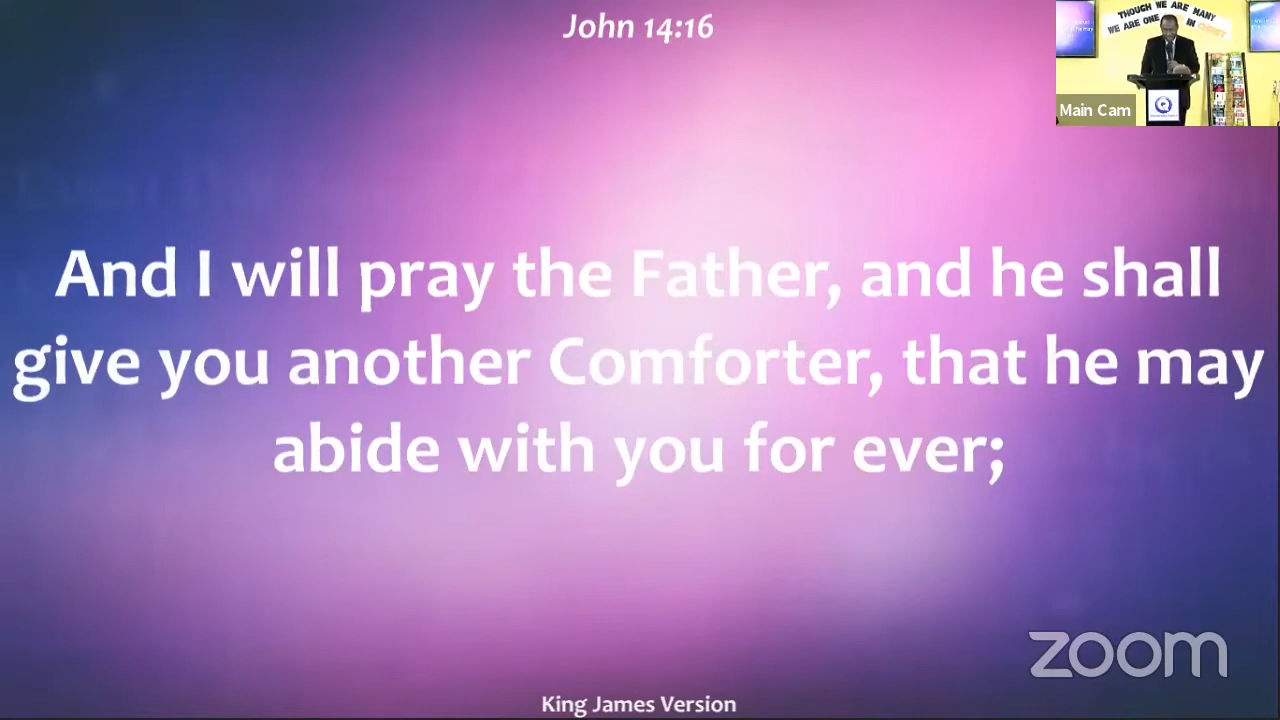 John 14:16
THOUGH WE ARE MANY
WE ARE ONE IN CHRIST
Main Cam
And I will pray the Father, and he shall
give you another Comforter, that he may
abide with you for ever;
zoom
King James Version